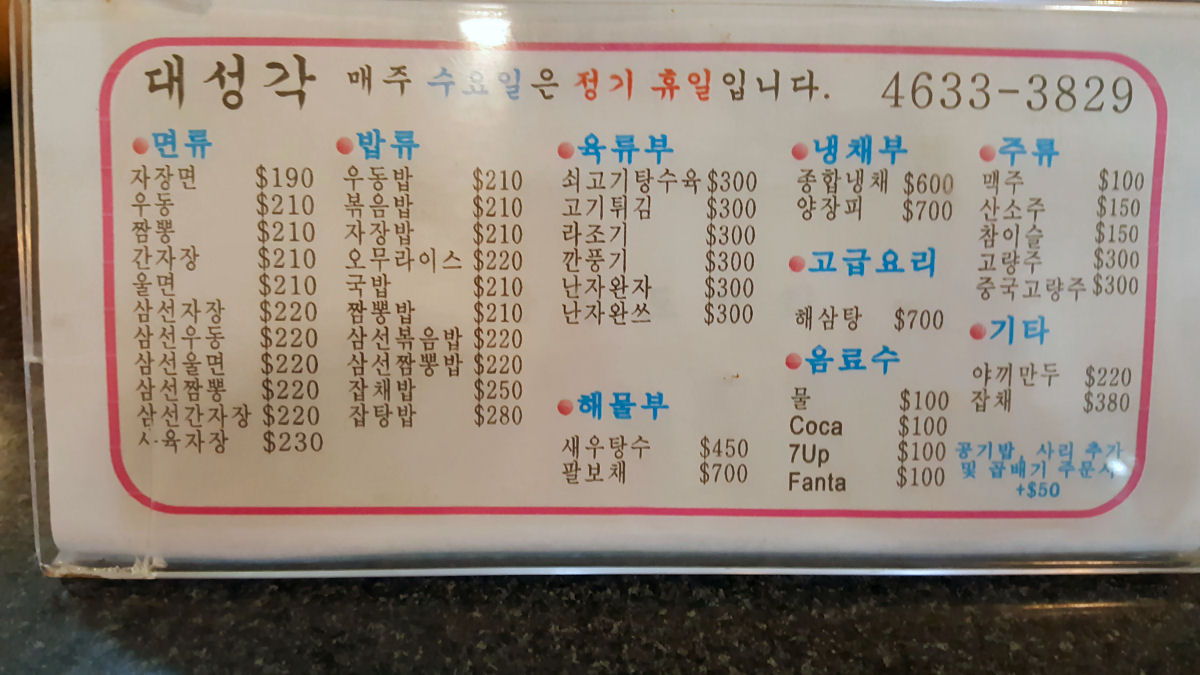 대성각 매주 수요일은 정기 휴일입니다. 4633-3829
면류
자장면 $190
우동 $210
짬뽕 $210
간자장 $210
울면 $210
삼선자장 $220
삼선우동 $220
삼선울면 $220
삼선짬뽕 $220
삼선간자장 $220
육자장 $230
밥류
우동밥 $210
볶음밥 $210
자장밥 $210
오무라이스 $220
국밥 $210
짬뽕밥 $210
삼선볶음밥 $220
삼선짬뽕밥 $220
잡채밥 $250
잡탕밥 $280
육류부
쇠고기탕수육 $300
고기튀김 $300
라조기 $300
깐풍기 $300
난자완자 $300
난자완쓰 $300
해물부
새우탕수 $450
팔보채 $700
냉채부
종합냉채 $600
양장피 $700
고급요리
해삼탕 $700
음료수
물 $100
Coca $100
7Up $100
Fanta $100
주류
맥주 $100
산소주 $150
참이슬 $150
고량주 $300
중국고량주 $300
기타
야끼만두 $220
잡채 $380
공기밥, 사리 추가
및 곱배기 주문시
+$50